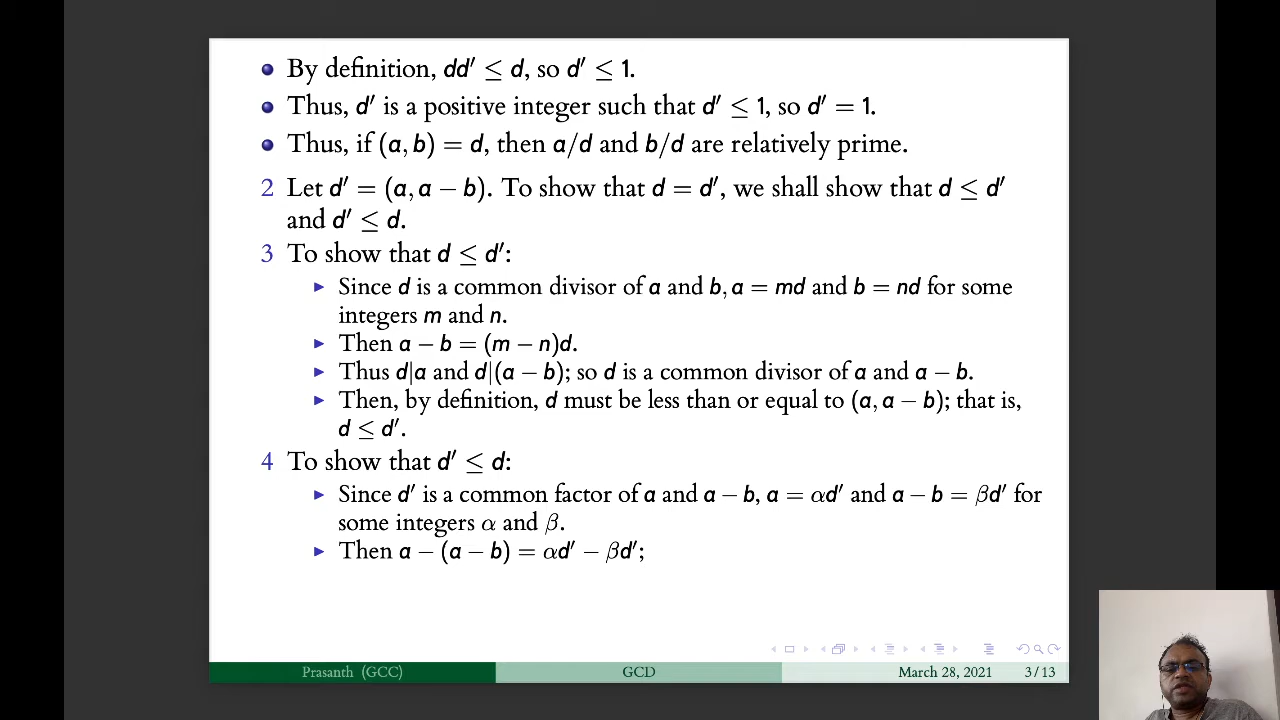 By definition, dd′ ≤ d, so d′ ≤ 1.
Thus, d′ is a positive integer such that d′ ≤ 1, so d′ = 1.
Thus, if (a, b) = d, then a/d and b/d are relatively prime.
2 Let d′ = (a, a − b). To show that d = d′, we shall show that d ≤ d′
and d′ ≤ d.
3 To show that d ≤ d′:
Since d is a common divisor of a and b, a = md and b = nd for some
integers m and n.
Then a − b = (m − n)d.
Thus d|a and d|(a − b); so d is a common divisor of a and a − b.
Then, by definition, d must be less than or equal to (a, a − b); that is,
d ≤ d′.
4 To show that d′ ≤ d:
Since d′ is a common factor of a and a − b, a = αd′ and a − b = βd′ for
some integers α and β.
Then a − (a − b) = αd′ − βd′;
Prasanth (GCC) GCD March 28, 2021 3 / 13